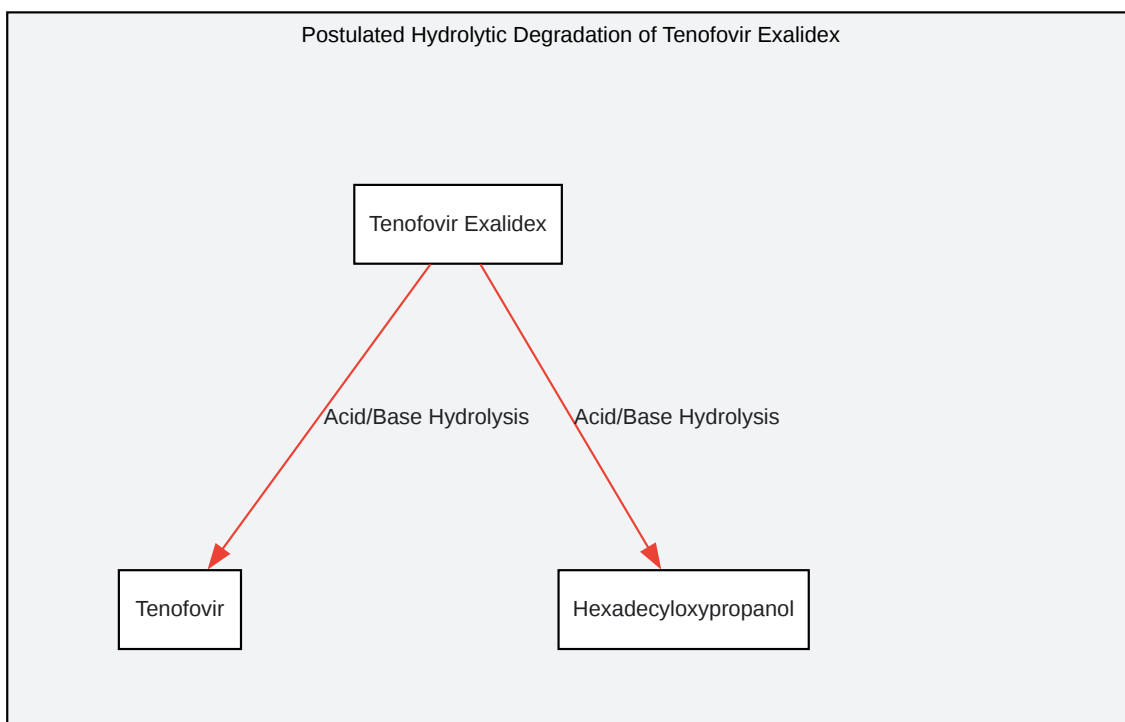 Postulated Hydrolytic Degradation of Tenofovir Exalidex
Tenofovir Exalidex
Acid/Base Hydrolysis
Acid/Base Hydrolysis
Tenofovir
Hexadecyloxypropanol